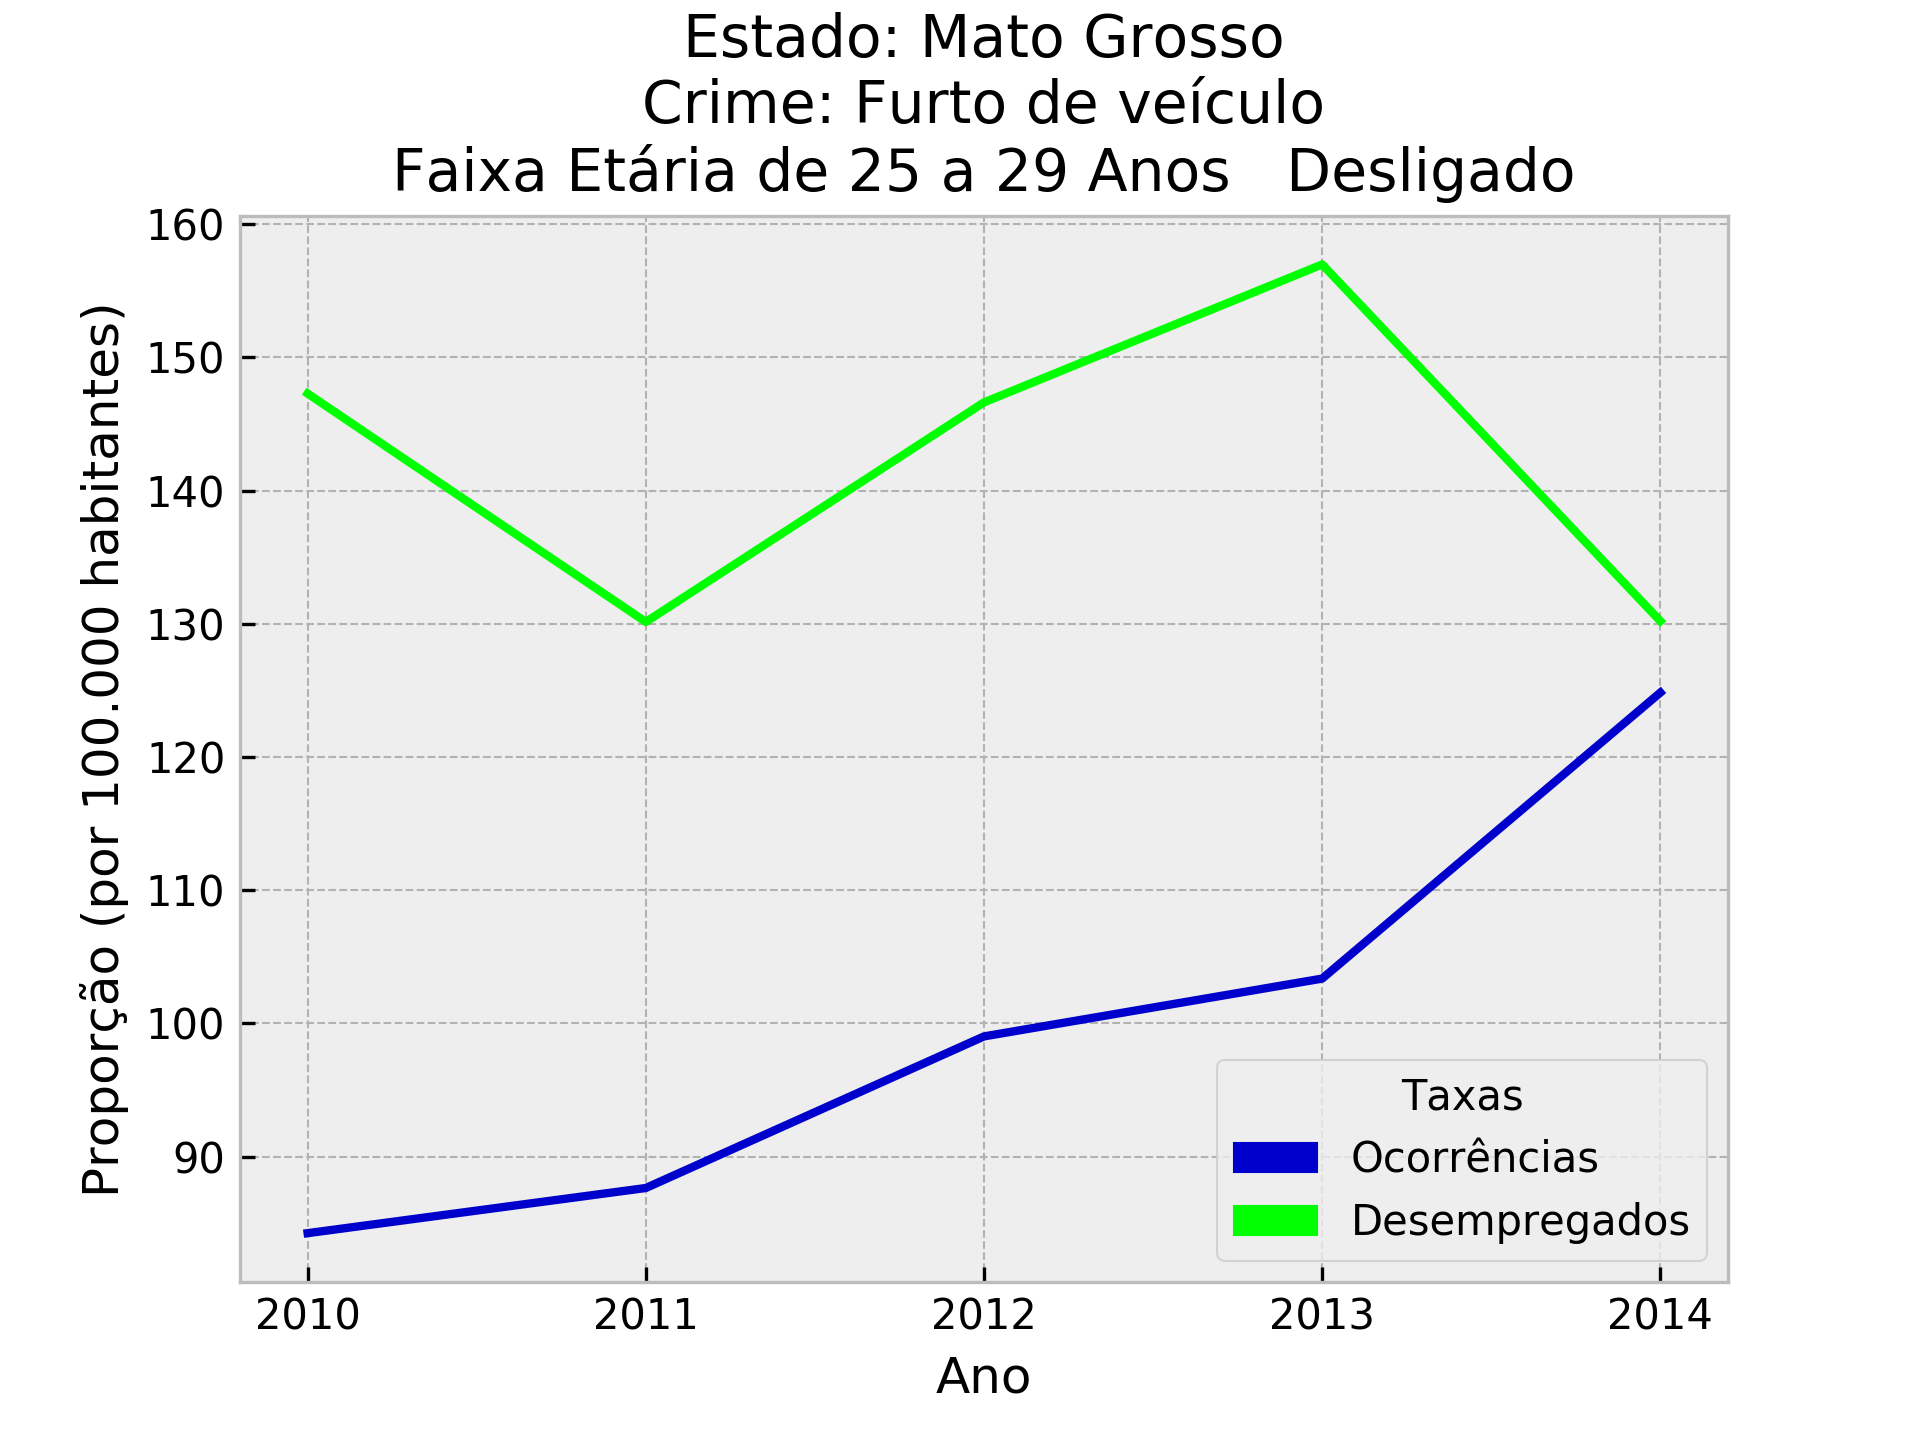 Estado: Mato Grosso
Crime: Furto de veículo
Faixa Etária de 25 a 29 Anos   Desligado
Proporção (por 100.000 habitantes)
160
150
140
130
120
110
100
90
Taxas
Ocorrências
Desempregados
2010 2011 2012 2013 2014
Ano